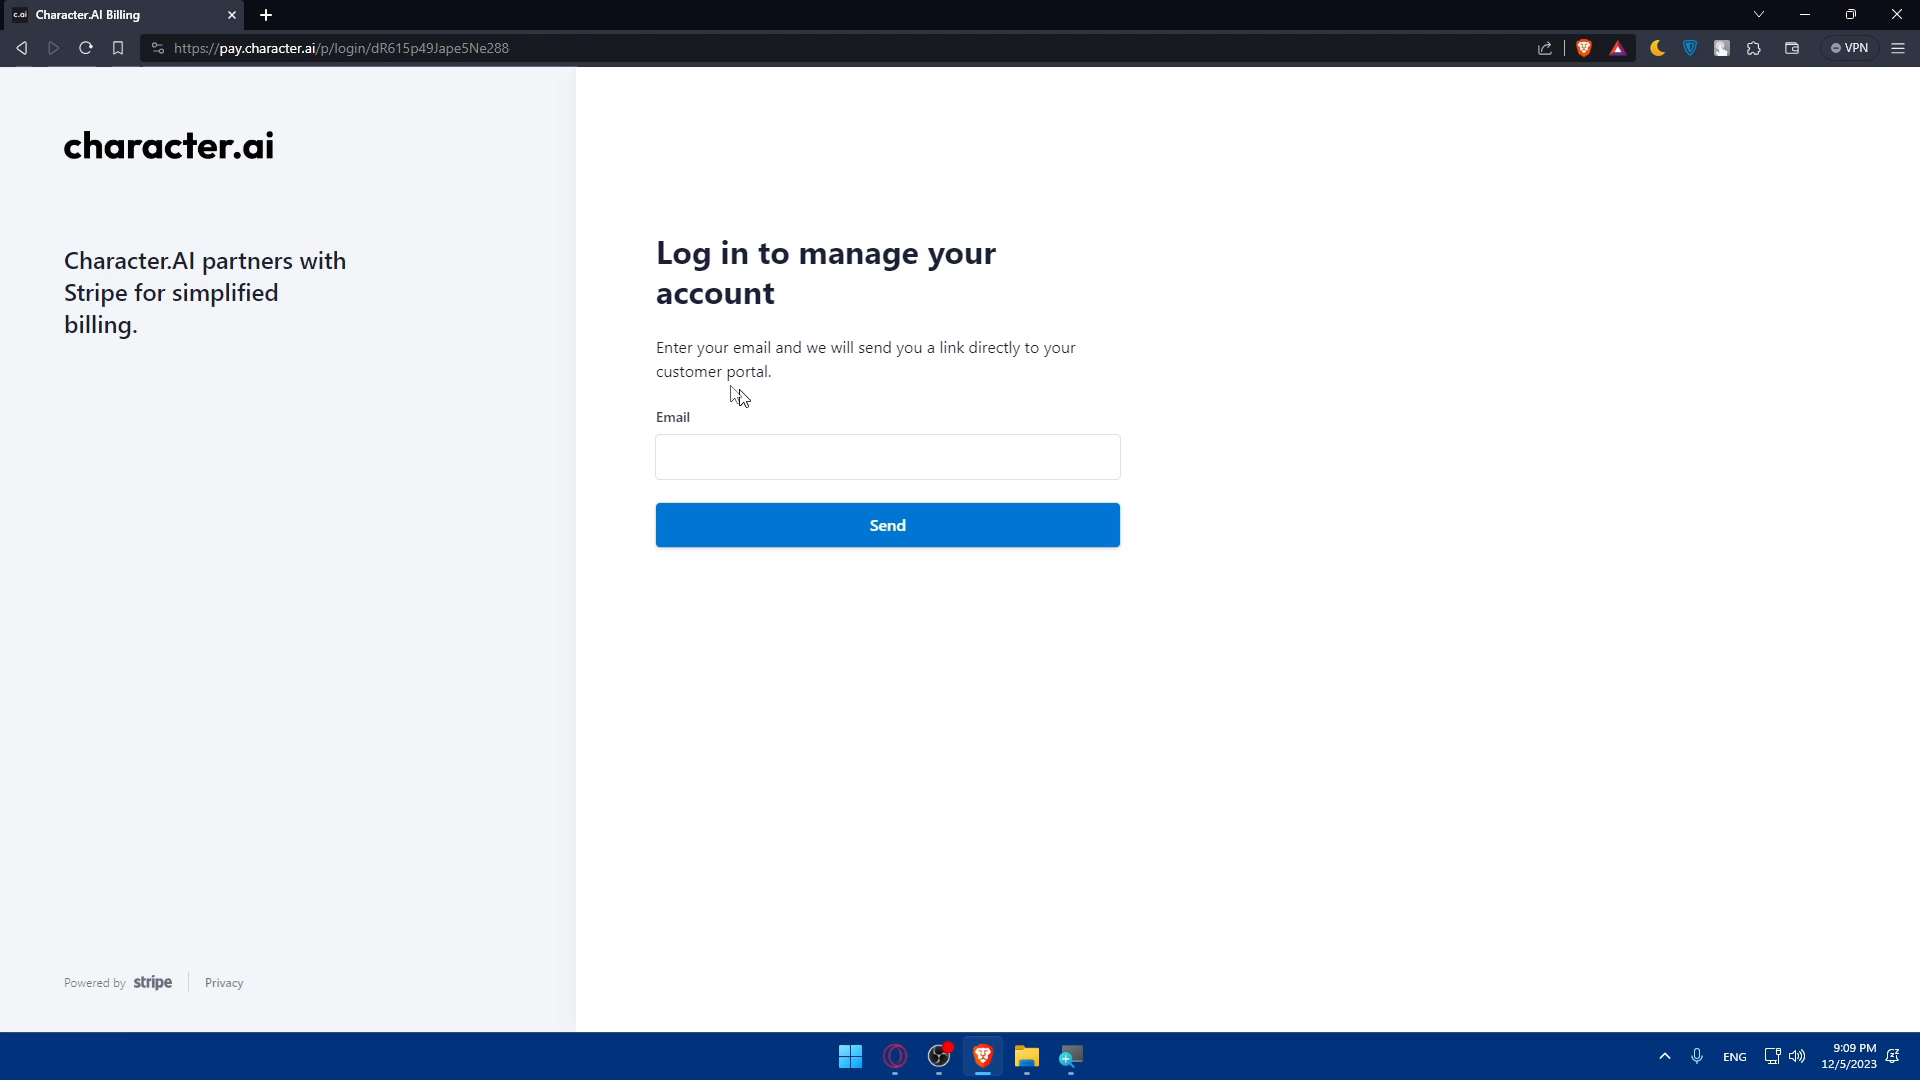 c.ai Character.AI Billing
https://pay.character.ai/p/login/dR615p49Jape5Ne288
VPN
character.ai
Character.AI partners with
Stripe for simplified
billing.
Log in to manage your
account
Enter your email and we will send you a link directly to your
customer portal.
Email
Send
Powered by stripe
Privacy
ENG
9:09 PM
12/5/2023